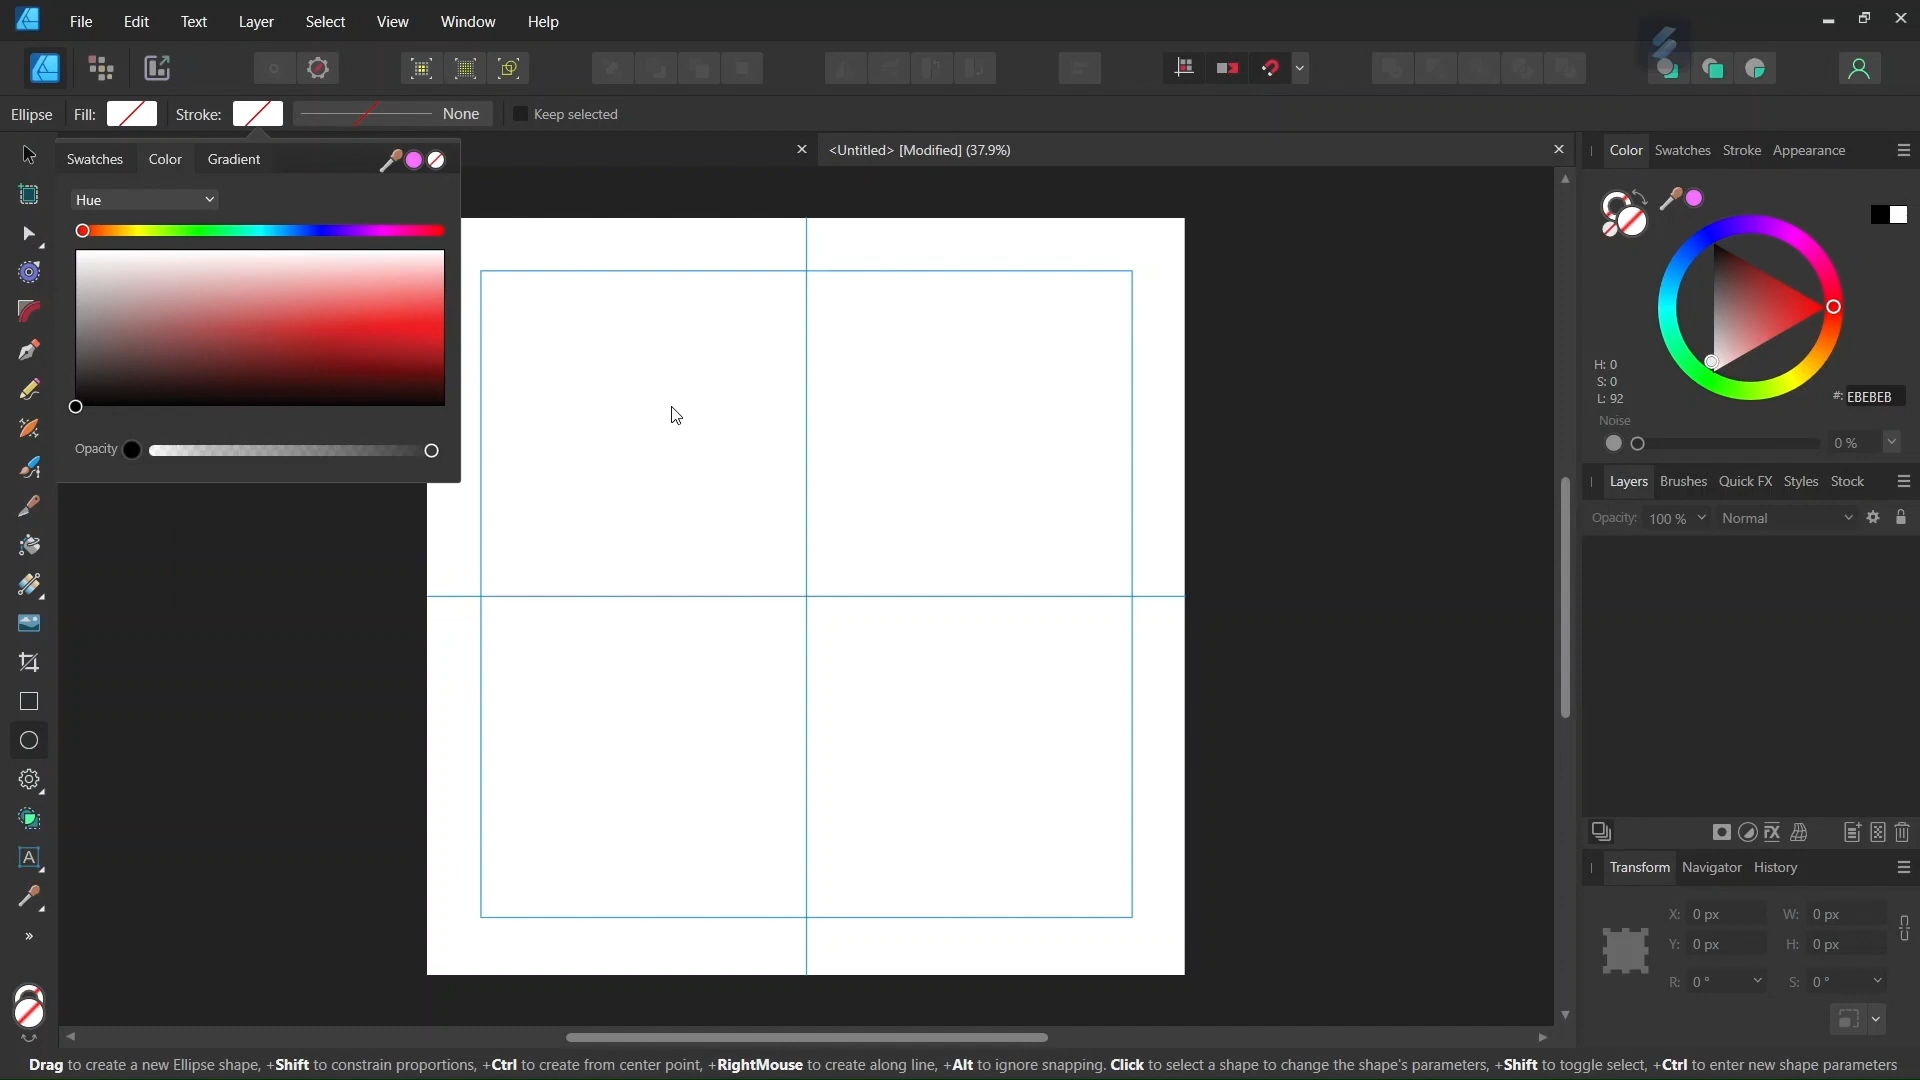 File Edit Text Layer Select View Window Help
Ellipse Fill: Stroke: None Keep selected
Swatches Color Gradient
<Untitled> [Modified] (37.9%)
Color Swatches Stroke Appearance
Hue
H: 0
S: 0
L: 92
#: EBEBEB
Noise
0 %
Opacity
Layers Brushes Quick FX Styles Stock
Opacity: 100 % Normal
Transform Navigator History
X: 0 px W: 0 px
Y: 0 px H: 0 px
R: 0 ° S: 0 °
A
Drag to create a new Ellipse shape, +Shift to constrain proportions, +Ctrl to create from center point, +RightMouse to create along line, +Alt to ignore snapping. Click to select a shape to change the shape's parameters, +Shift to toggle select, +Ctrl to enter new shape parameters